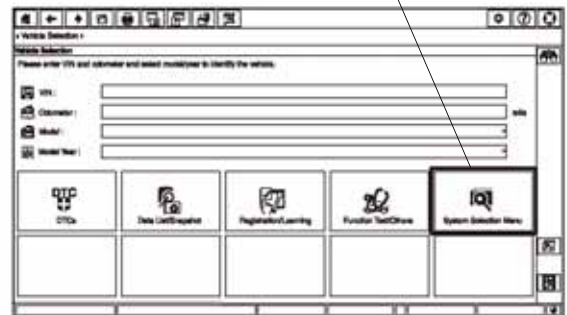 ‹ Vehicle Selection ›
Vehicle Selection
Please enter VIN and odometer and select model/year to identify the vehicle.
VIN :
Odometer :
mile
Model :
Model Year :
DTC
DTCs
Data List/Snapshot
Registration/Learning
Function Test/Others
System Selection Menu